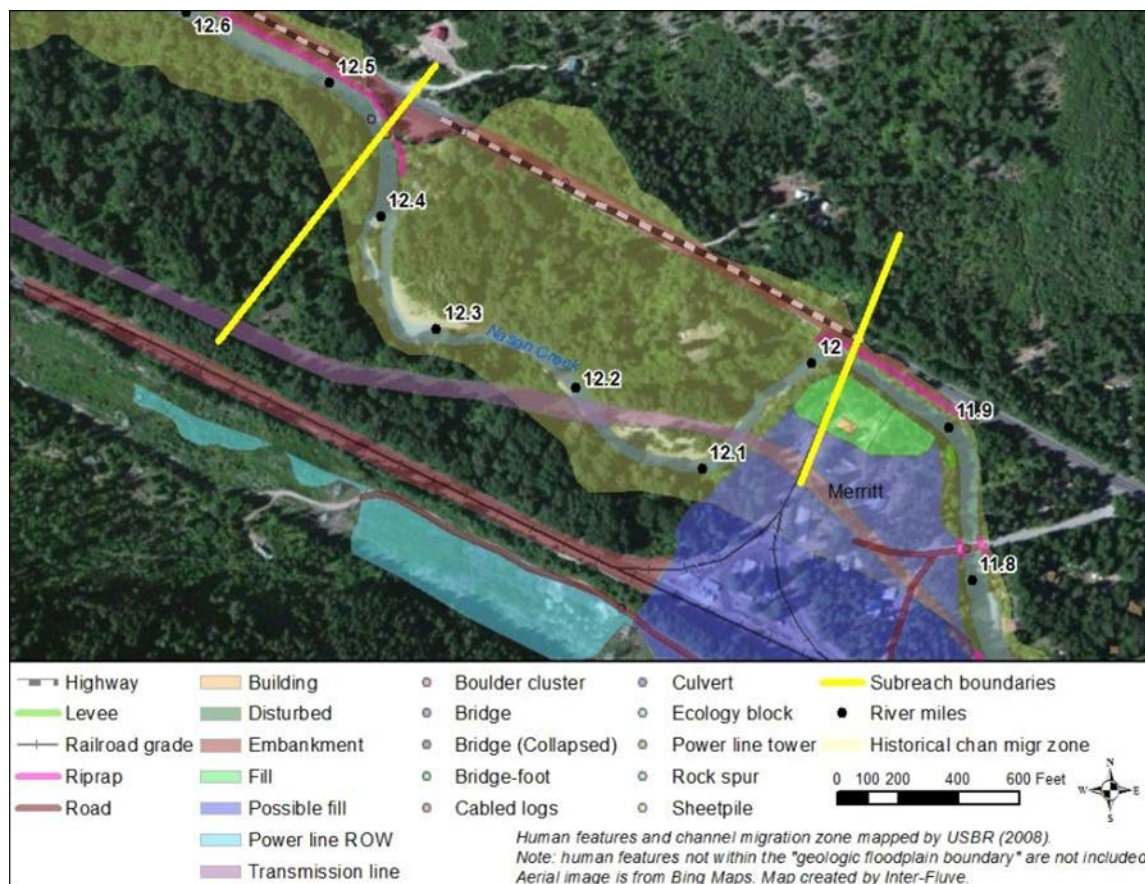 12.6
12.5
12.4
12.3
Nason Creek
12.2
12
11.9
12.1
Merritt
11.8
Highway
Levee
Railroad grade
Riprap
Road
Building
Disturbed
Embankment
Fill
Possible fill
Power line ROW
Transmission line
Boulder cluster
Bridge
Bridge (Collapsed)
Bridge-foot
Cabled logs
Culvert
Ecology block
Power line tower
Rock spur
Sheetpile
Subreach boundaries
River miles
Historical chan migr zone
0 100 200 400 600 Feet
N
W E
S
Human features and channel migration zone mapped by USBR (2008).
Note: human features not within the "geologic floodplain boundary" are not included
Aerial image is from Bing Maps. Map created by Inter-Fluve.